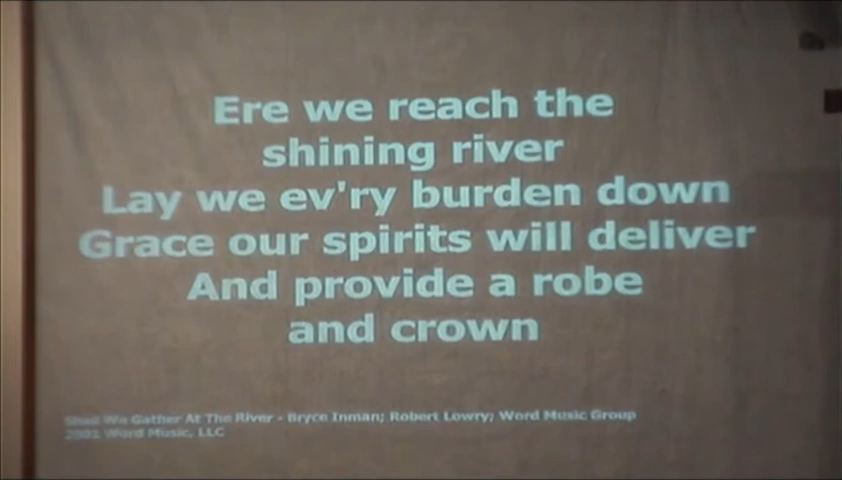 Ere we reach the
shining river
Lay we ev'ry burden down
Grace our spirits will deliver
And provide a robe
and crown
Shall We Gather At The River - Bryce Inman; Robert Lowry; Word Music Group
2001 Word Music, LLC